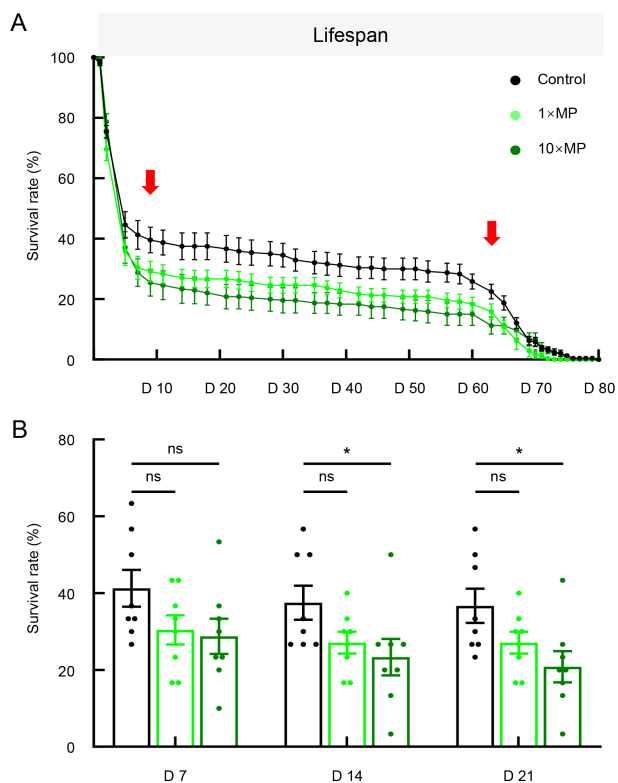 A
Lifespan
100
80
60
40
20
0
Survival rate (%)
Control
1×MP
10×MP
D 10 D 20 D 30 D 40 D 50 D 60 D 70 D 80
B
80
60
40
20
0
Survival rate (%)
ns
ns
*
ns
*
ns
D 7 D 14 D 21